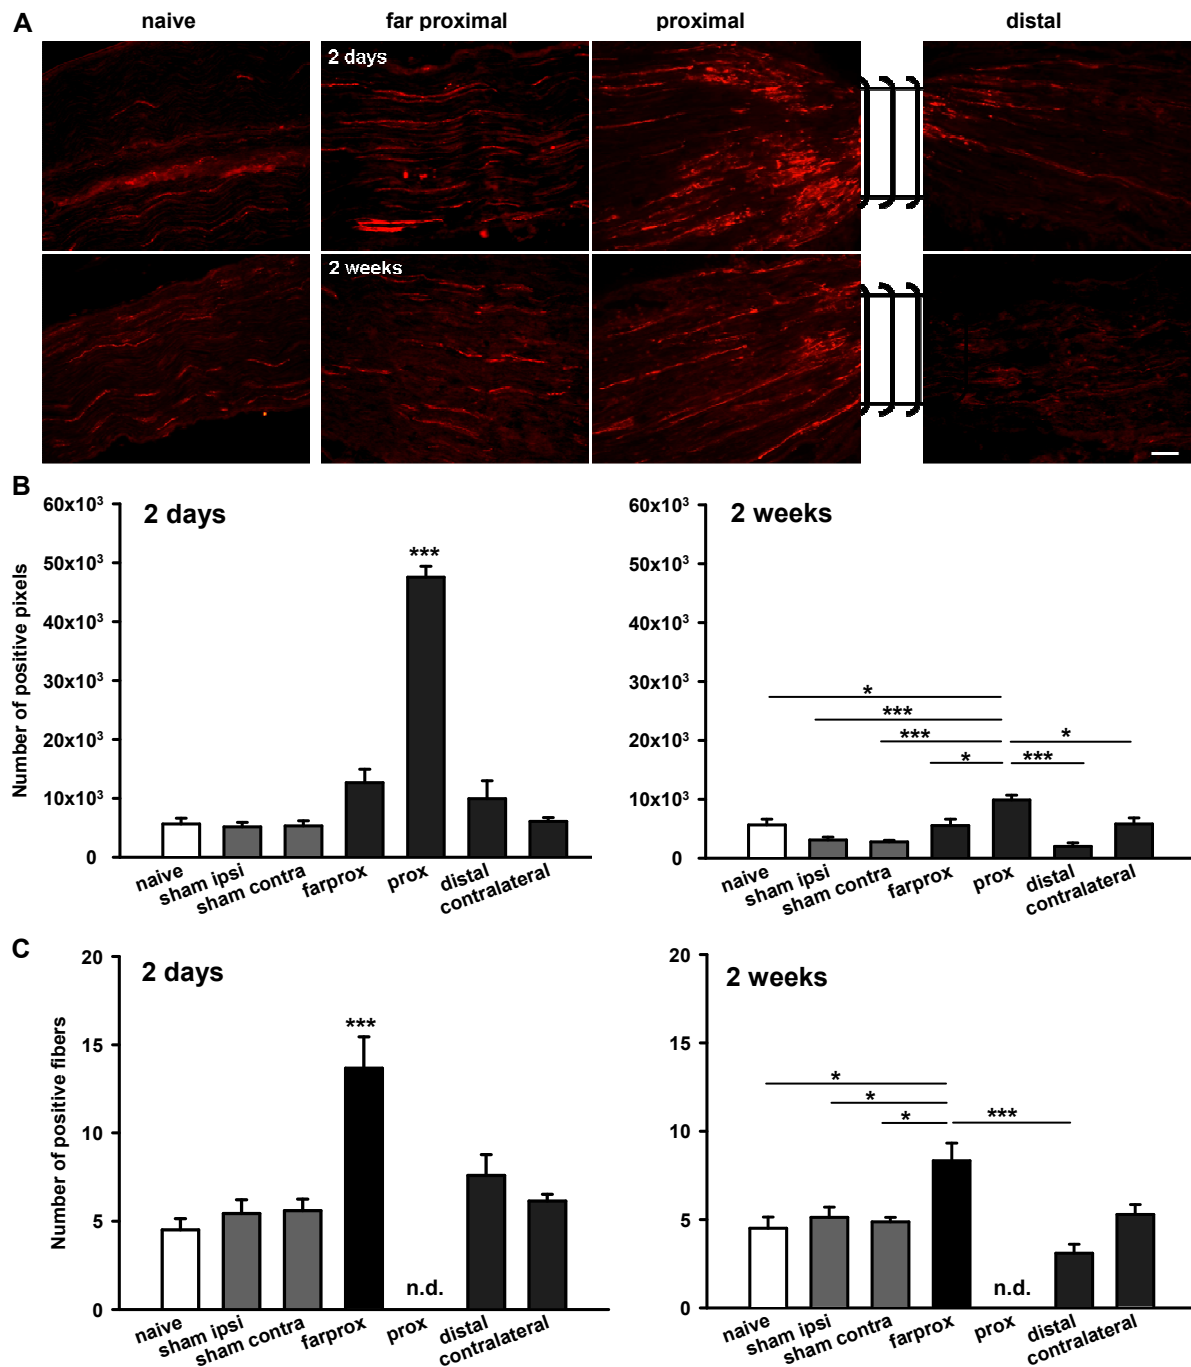 A
naive
far proximal
proximal
distal
2 days
2 weeks
B
Number of positive pixels
60x10³
50x10³
40x10³
30x10³
20x10³
10x10³
0
2 days
***
naive
sham ipsi
sham contra
farprox
prox
distal
contralateral
60x10³
50x10³
40x10³
30x10³
20x10³
10x10³
0
2 weeks
*
***
***
*
*
***
naive
sham ipsi
sham contra
farprox
prox
distal
contralateral
C
Number of positive fibers
20
15
10
5
0
2 days
***
n.d.
naive
sham ipsi
sham contra
farprox
prox
distal
contralateral
20
15
10
5
0
2 weeks
*
*
*
***
n.d.
naive
sham ipsi
sham contra
farprox
prox
distal
contralateral